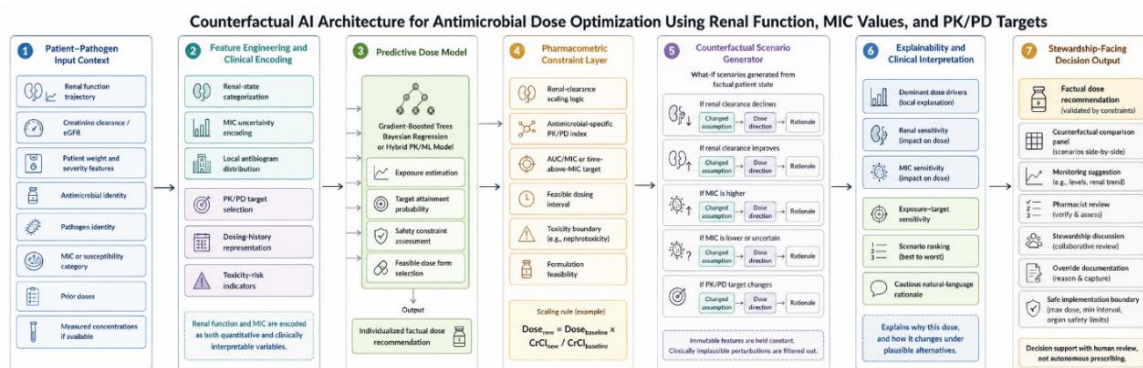 Counterfactual AI Architecture for Antimicrobial Dose Optimization Using Renal Function, MIC Values, and PK/PD Targets
1
Patient–Pathogen
Input Context
Renal function
trajectory
Creatinine clearance /
eGFR
Patient weight and
severity features
Antimicrobial identity
Pathogen identity
MIC or susceptibility
category
Prior doses
Measured concentrations
if available
2
Feature Engineering and
Clinical Encoding
Renal-state
categorization
MIC uncertainty
encoding
Local antibiogram
distribution
PK/PD target
selection
Dosing-history
representation
Toxicity-risk
indicators
Renal function and MIC are encoded
as both quantitative and clinically
interpretable variables.
3
Predictive Dose Model
Gradient-Boosted Trees
Bayesian Regression
or Hybrid PK/ML Model
Exposure estimation
Target attainment
probability
Safety constraint
assessment
Feasible dose form
selection
Output
Individualized factual dose
recommendation
4
Pharmacometric
Constraint Layer
Renal-clearance
scaling logic
Antimicrobial-specific
PK/PD index
AUC/MIC or time-
above-MIC target
Feasible dosing
interval
Toxicity boundary
(e.g., nephrotoxicity)
Formulation
feasibility
Scaling rule (example)
Dosenew = Dosebaseline ×
CrClnew / CrClbaseline
5
Counterfactual Scenario
Generator
What-if scenarios generated from
factual patient state
If renal clearance declines
Changed assumption
Dose direction
Rationale
If renal clearance improves
Changed assumption
Dose direction
Rationale
If MIC is higher
Changed assumption
Dose direction
Rationale
If MIC is lower or uncertain
?
Changed assumption
Dose direction
Rationale
If PK/PD target changes
Changed assumption
Dose direction
Rationale
Immutable features are held constant.
Clinically implausible perturbations are filtered out.
6
Explainability and
Clinical Interpretation
Dominant dose drivers
(local explanation)
Renal sensitivity
(impact on dose)
MIC sensitivity
(impact on dose)
Exposure–target
sensitivity
1
2
3
Scenario ranking
(best to worst)
Cautious natural-language
rationale
Explains why this dose,
and how it changes under
plausible alternatives.
7
Stewardship-Facing
Decision Output
Factual dose
recommendation
(validated by constraints)
Counterfactual comparison
panel
(scenarios side-by-side)
Monitoring suggestion
(e.g., levels, renal trend)
Pharmacist review
(verify & assess)
Stewardship discussion
(collaborative review)
Override documentation
(reason & capture)
Safe implementation boundary
(max dose, min interval,
organ safety limits)
Decision support with human review,
not autonomous prescribing.